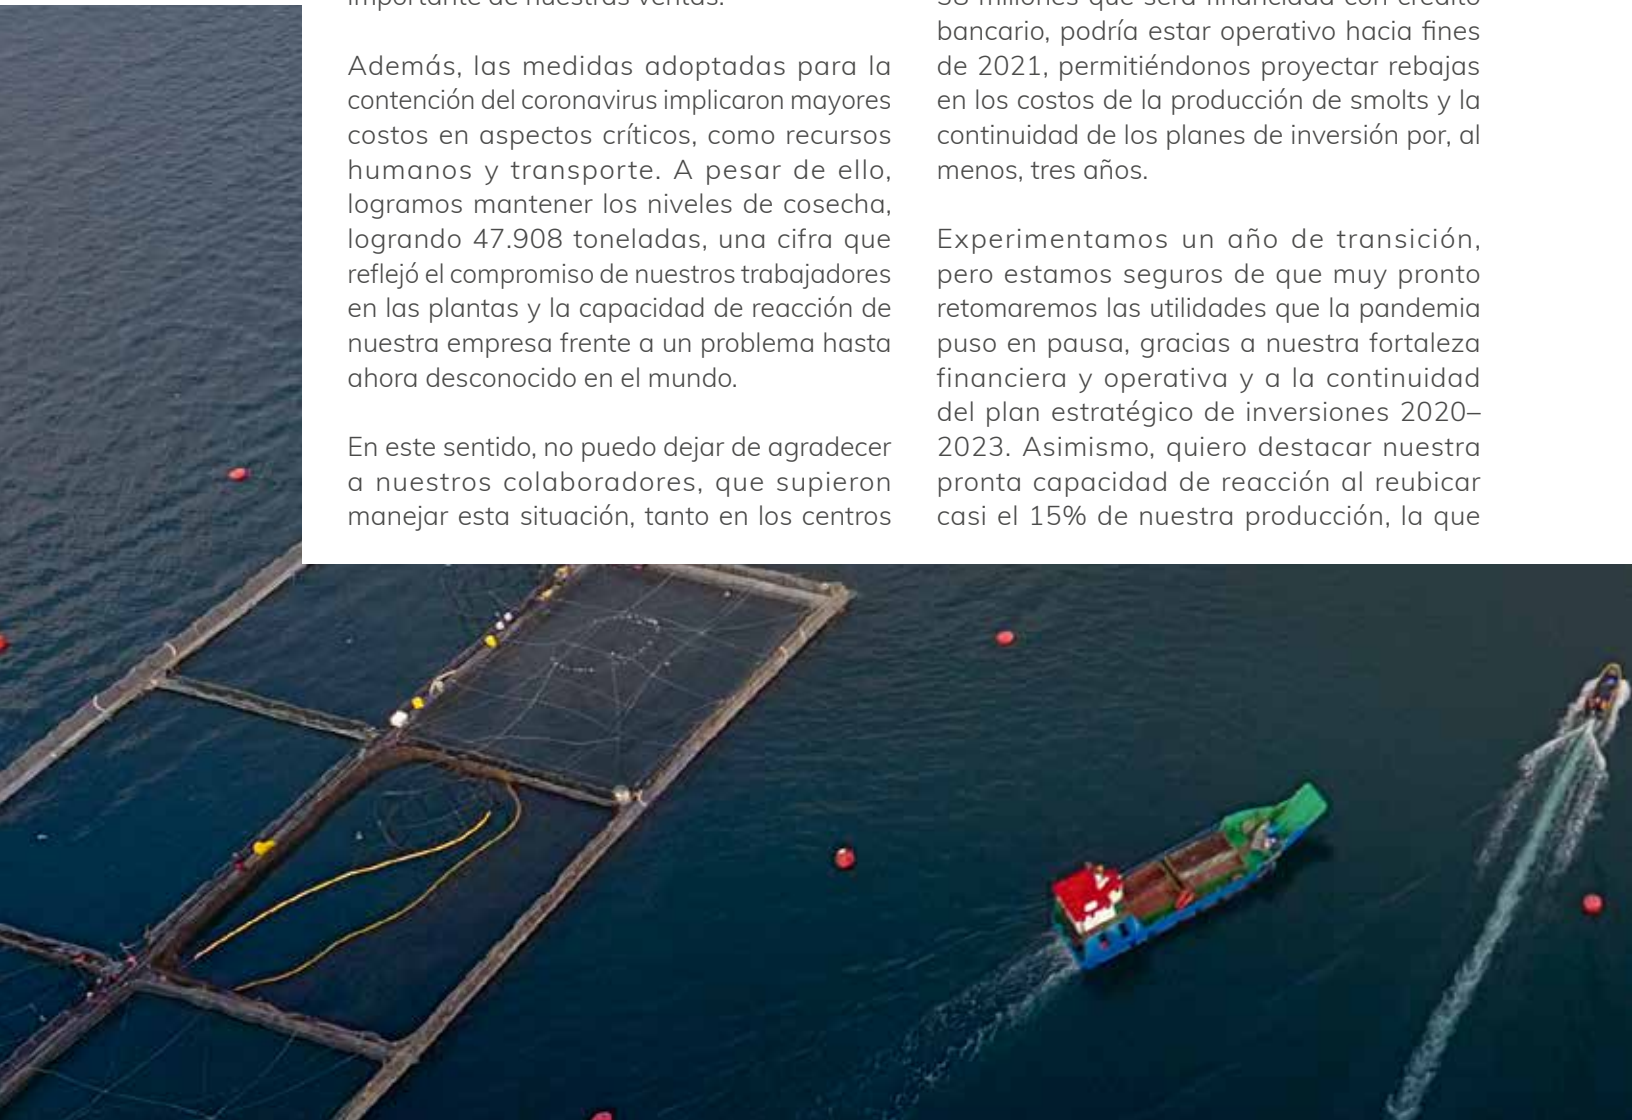 importante de nuestras ventas.
Además, las medidas adoptadas para la
contención del coronavirus implicaron mayores
costos en aspectos críticos, como recursos
humanos y transporte. A pesar de ello,
logramos mantener los niveles de cosecha,
logrando 47.908 toneladas, una cifra que
reflejó el compromiso de nuestros trabajadores
en las plantas y la capacidad de reacción de
nuestra empresa frente a un problema hasta
ahora desconocido en el mundo.
En este sentido, no puedo dejar de agradecer
a nuestros colaboradores, que supieron
manejar esta situación, tanto en los centros
millones que será financiada con crédito
bancario, podría estar operativo hacia fines
de 2021, permitiéndonos proyectar rebajas
en los costos de la producción de smolts y la
continuidad de los planes de inversión por, al
menos, tres años.
Experimentamos un año de transición,
pero estamos seguros de que muy pronto
retomaremos las utilidades que la pandemia
puso en pausa, gracias a nuestra fortaleza
financiera y operativa y a la continuidad
del plan estratégico de inversiones 2020–
2023. Asimismo, quiero destacar nuestra
pronta capacidad de reacción al reubicar
casi el 15% de nuestra producción, la que